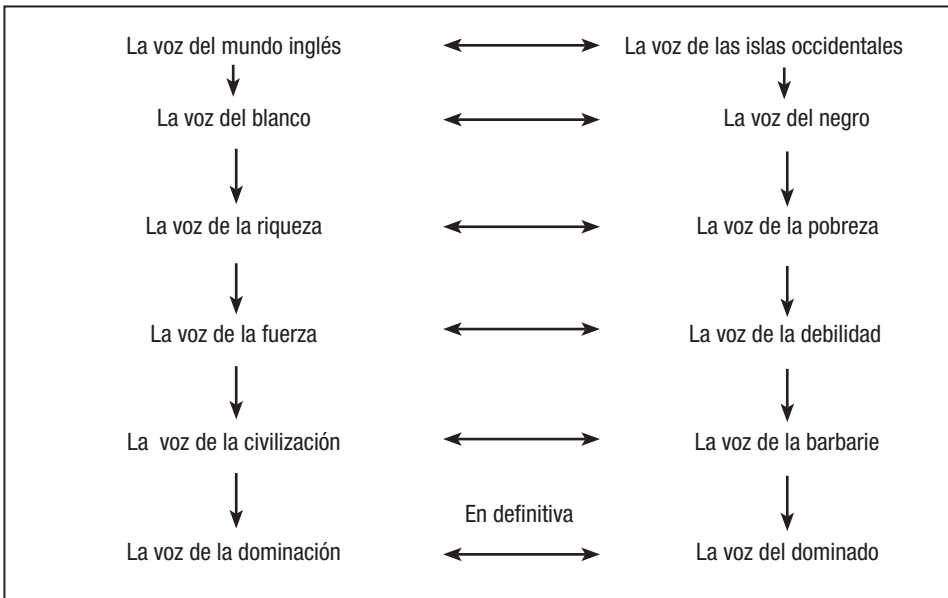 La voz del mundo inglés
La voz de las islas occidentales
La voz del blanco
La voz del negro
La voz de la riqueza
La voz de la pobreza
La voz de la fuerza
La voz de la debilidad
La voz de la civilización
La voz de la barbarie
En definitiva
La voz de la dominación
La voz del dominado